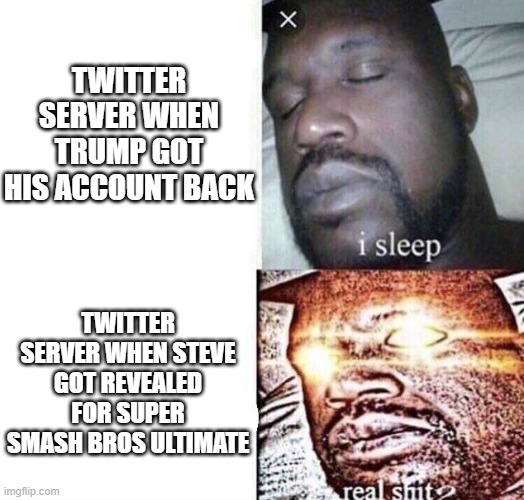 TWITTER
SERVER WHEN
TRUMP GOT
HIS ACCOUNT BACK
i sleep
TWITTER
SERVER WHEN STEVE
GOT REVEALED
FOR SUPER
SMASH BROS ULTIMATE
real shit?
imgflip.com